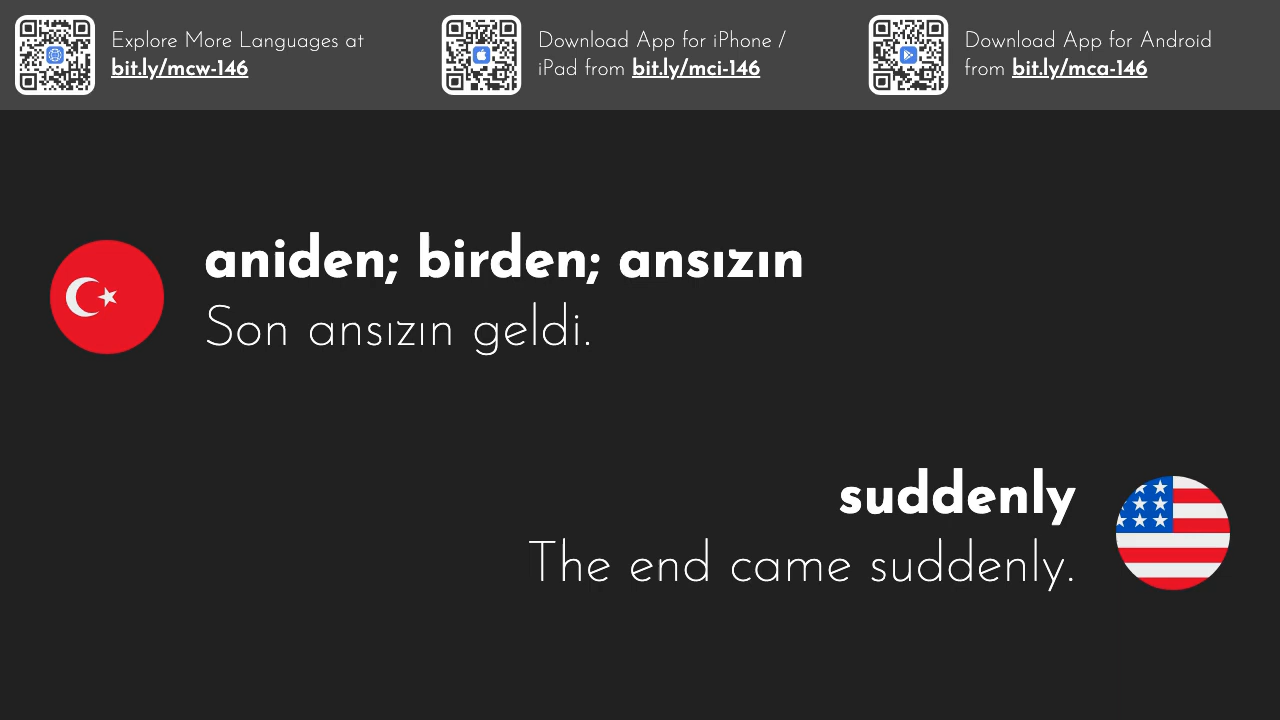 Explore More Languages at
bit.ly/mcw-146
Download App for iPhone /
iPad from bit.ly/mci-146
Download App for Android
from bit.ly/mca-146
aniden; birden; ansızın
Son ansızın geldi.
suddenly
The end came suddenly.